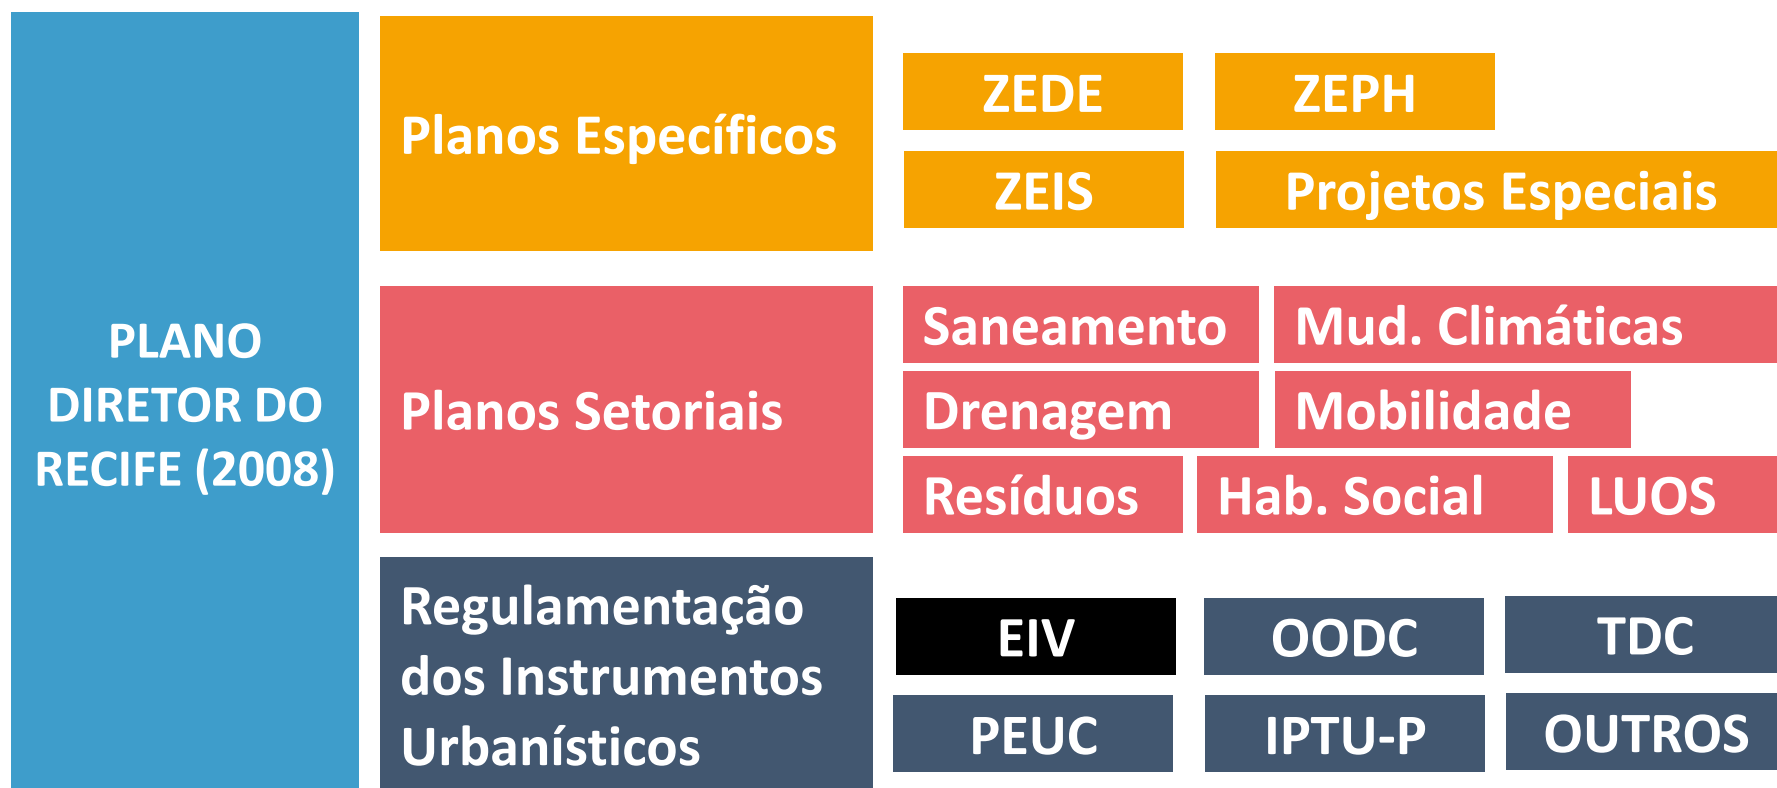 PLANO
DIRETOR DO
RECIFE (2008)
Planos Específicos
ZEDE
ZEPH
ZEIS
Projetos Especiais
Planos Setoriais
Saneamento
Mud. Climáticas
Drenagem
Mobilidade
Resíduos
Hab. Social
LUOS
Regulamentação
dos Instrumentos
Urbanísticos
EIV
OODC
TDC
PEUC
IPTU-P
OUTROS